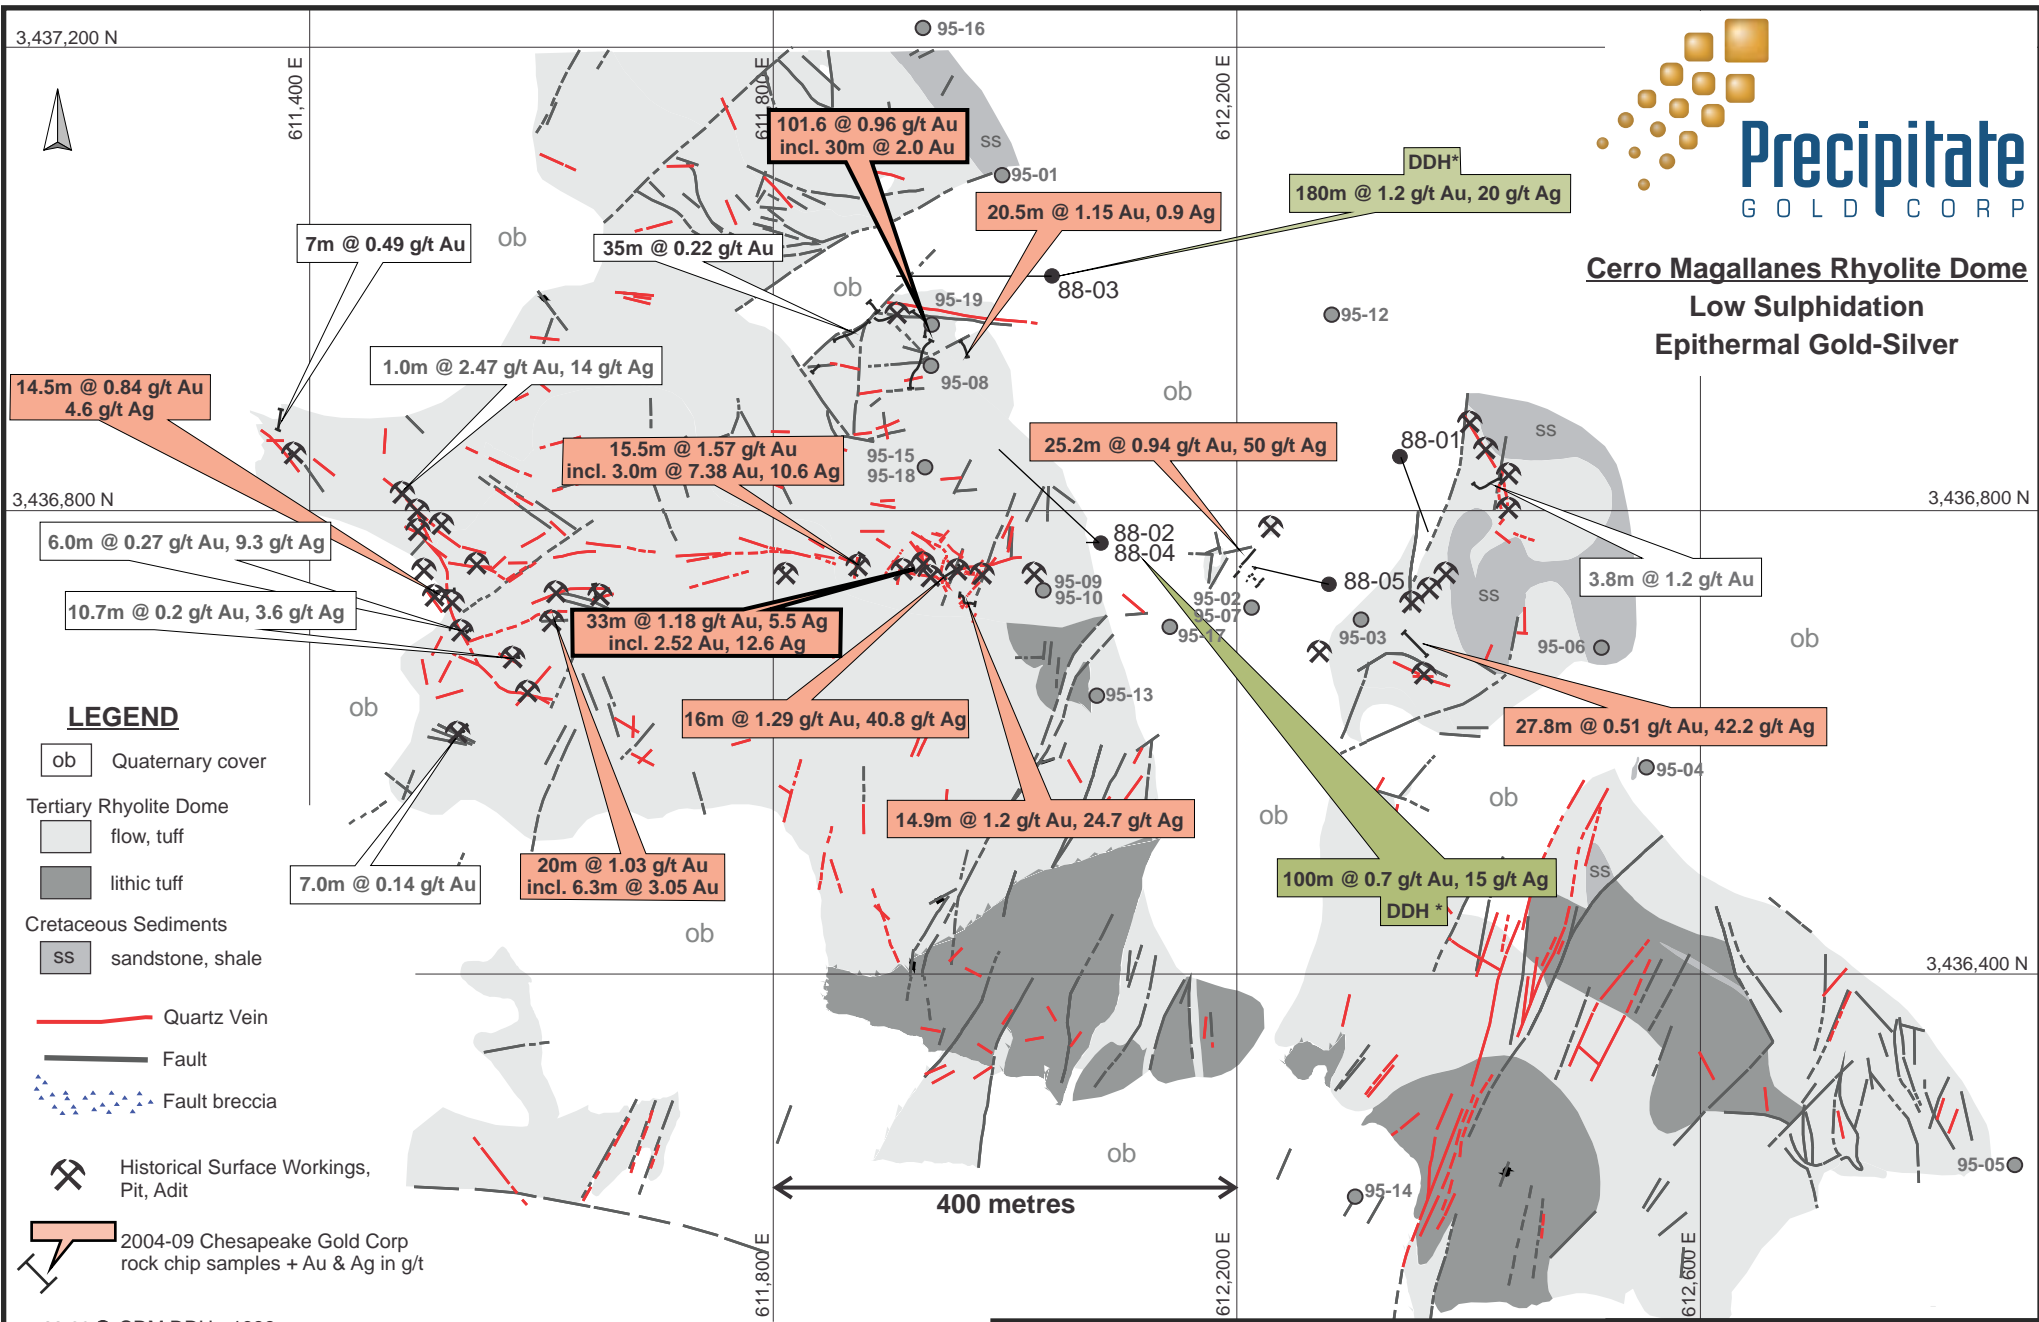 3,437,200 N
611,400 E
611,800 E
612,200 E
95-16
Precipitate
GOLD CORP
Cerro Magallanes Rhyolite Dome
Low Sulphidation
Epithermal Gold-Silver
101.6 @ 0.96 g/t Au
incl. 30m @ 2.0 Au
ss
95-01
DDH*
180m @ 1.2 g/t Au, 20 g/t Ag
20.5m @ 1.15 Au, 0.9 Ag
7m @ 0.49 g/t Au
ob
35m @ 0.22 g/t Au
ob
95-19
88-03
95-12
1.0m @ 2.47 g/t Au, 14 g/t Ag
95-08
ob
14.5m @ 0.84 g/t Au
4.6 g/t Ag
15.5m @ 1.57 g/t Au
incl. 3.0m @ 7.38 Au, 10.6 Ag
95-15
95-18
25.2m @ 0.94 g/t Au, 50 g/t Ag
88-01
ss
3,436,800 N
3,436,800 N
6.0m @ 0.27 g/t Au, 9.3 g/t Ag
88-02
88-04
88-05
3.8m @ 1.2 g/t Au
95-09
95-10
95-02
95-07
95-17
95-03
ss
95-06
ob
10.7m @ 0.2 g/t Au, 3.6 g/t Ag
33m @ 1.18 g/t Au, 5.5 Ag
incl. 2.52 Au, 12.6 Ag
95-13
ob
16m @ 1.29 g/t Au, 40.8 g/t Ag
27.8m @ 0.51 g/t Au, 42.2 g/t Ag
95-04
ob
ob
14.9m @ 1.2 g/t Au, 24.7 g/t Ag
7.0m @ 0.14 g/t Au
20m @ 1.03 g/t Au
incl. 6.3m @ 3.05 Au
100m @ 0.7 g/t Au, 15 g/t Ag
DDH *
ss
ob
3,436,400 N
LEGEND
ob Quaternary cover
Tertiary Rhyolite Dome
flow, tuff
lithic tuff
Cretaceous Sediments
ss sandstone, shale
Quartz Vein
Fault
Fault breccia
Historical Surface Workings,
Pit, Adit
2004-09 Chesapeake Gold Corp
rock chip samples + Au & Ag in g/t
ob
95-05
95-14
400 metres
611,800 E
612,200 E
612,600 E